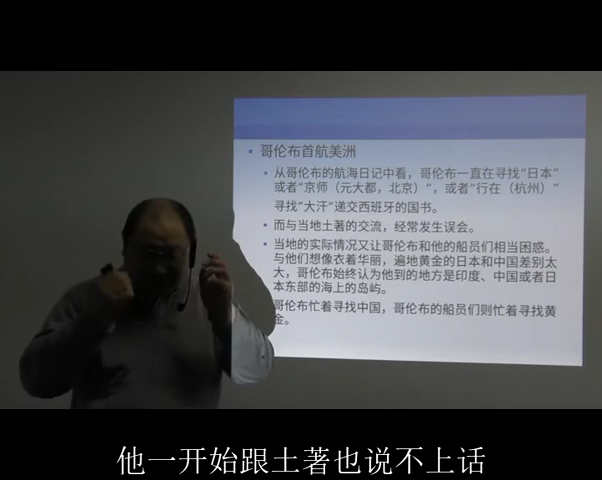 哥伦布首航美洲
从哥伦布的航海日记中看，哥伦布一直在寻找“日本”
或者“京师（元大都，北京）”，或者“行在（杭州）”
寻找“大汗”递交西班牙的国书。
而与当地土著的交流，经常发生误会。
当地的实际情况又让哥伦布和他的船员们相当困惑。
与他们想像衣着华丽，遍地黄金的日本和中国差别太
大，哥伦布始终认为他到的地方是印度、中国或者日
本东部的海上的岛屿。
哥伦布忙着寻找中国，哥伦布的船员们则忙着寻找黄
金。
他一开始跟土著也说不上话